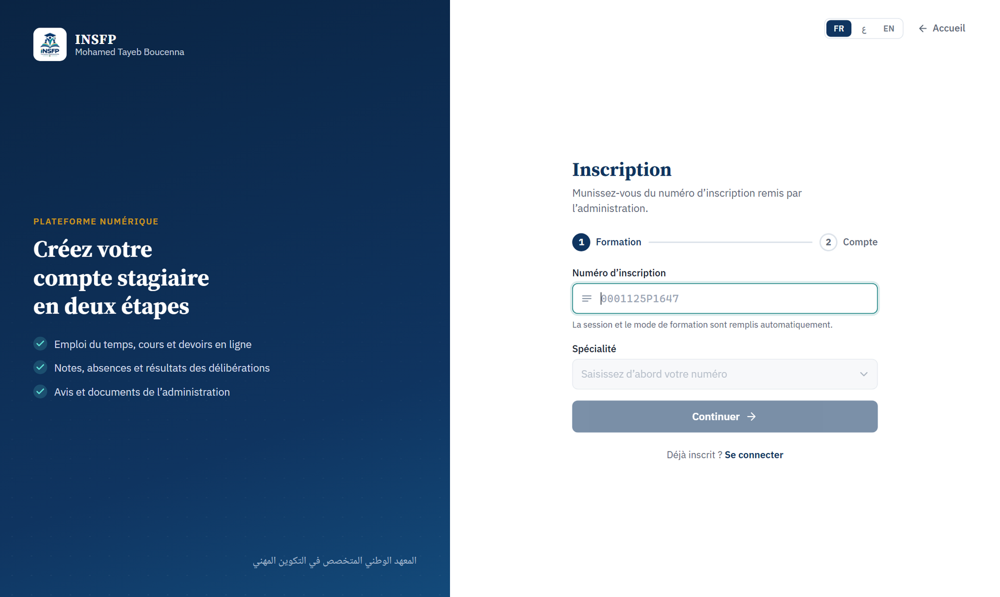 INSFP
INSFP
Mohamed Tayeb Boucenna
PLATEFORME NUMÉRIQUE
Créez votre
compte stagiaire
en deux étapes
Emploi du temps, cours et devoirs en ligne
Notes, absences et résultats des délibérations
Avis et documents de l’administration
المعهد الوطني المتخصص في التكوين المهني
FR
ع
EN
Accueil
Inscription
Munissez-vous du numéro d’inscription remis par
l’administration.
1 Formation
2 Compte
Numéro d’inscription
0001125P1647
La session et le mode de formation sont remplis automatiquement.
Spécialité
Saisissez d’abord votre numéro
Continuer
Déjà inscrit ? Se connecter